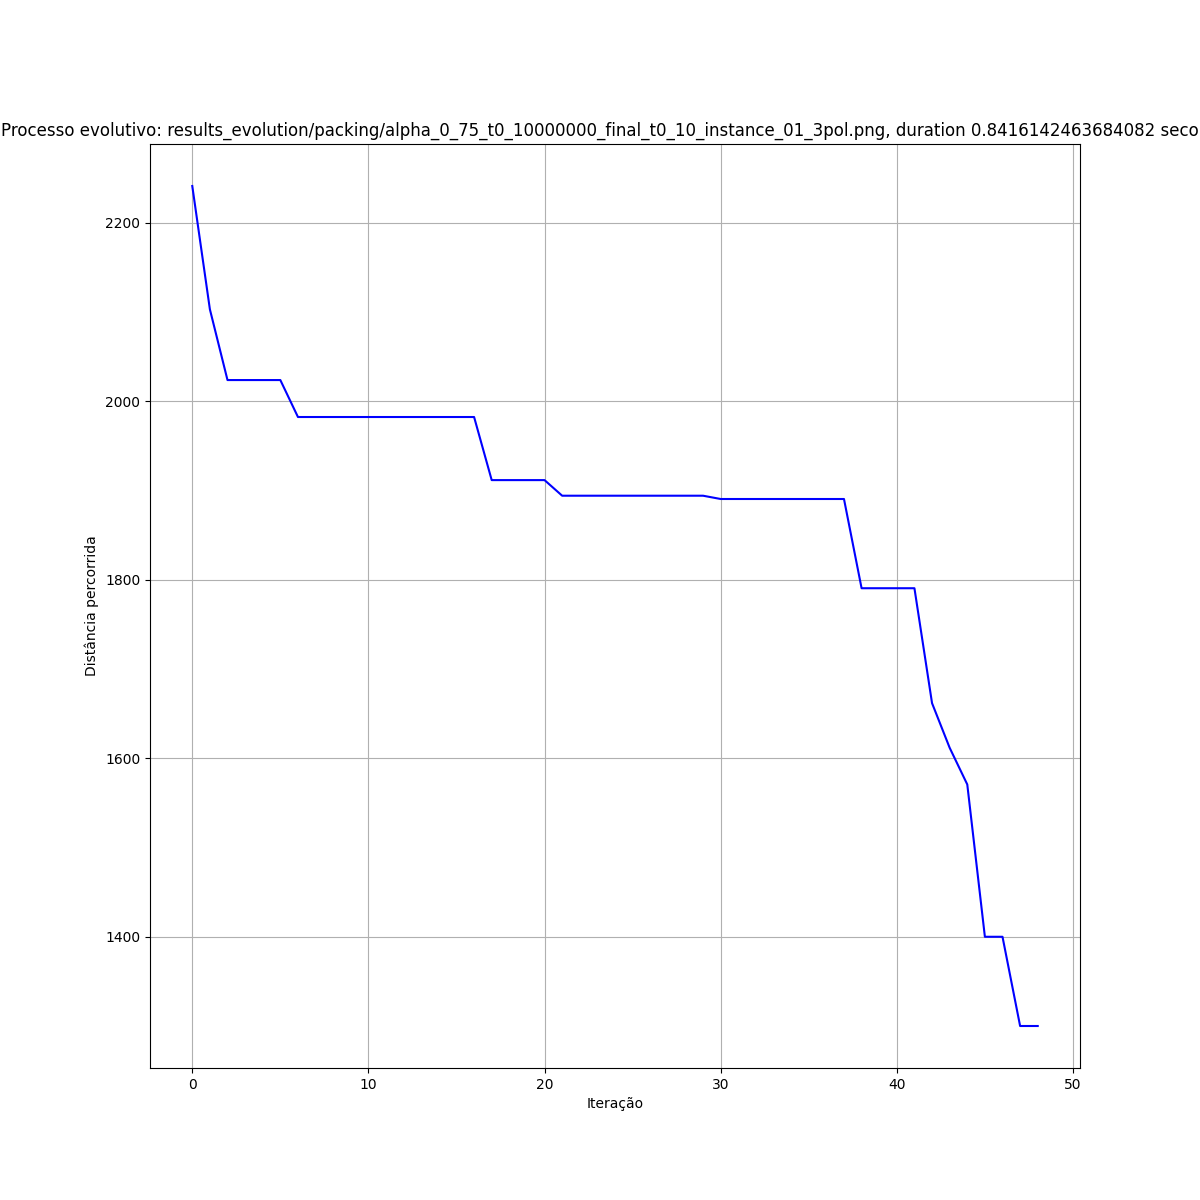 Processo evolutivo: results_evolution/packing/alpha_0_75_t0_10000000_final_t0_10_instance_01_3pol.png, duration 0.8416142463684082 seco
2200
2000
1800
1600
1400
Distância percorrida
0 10 20 30 40 50
Iteração